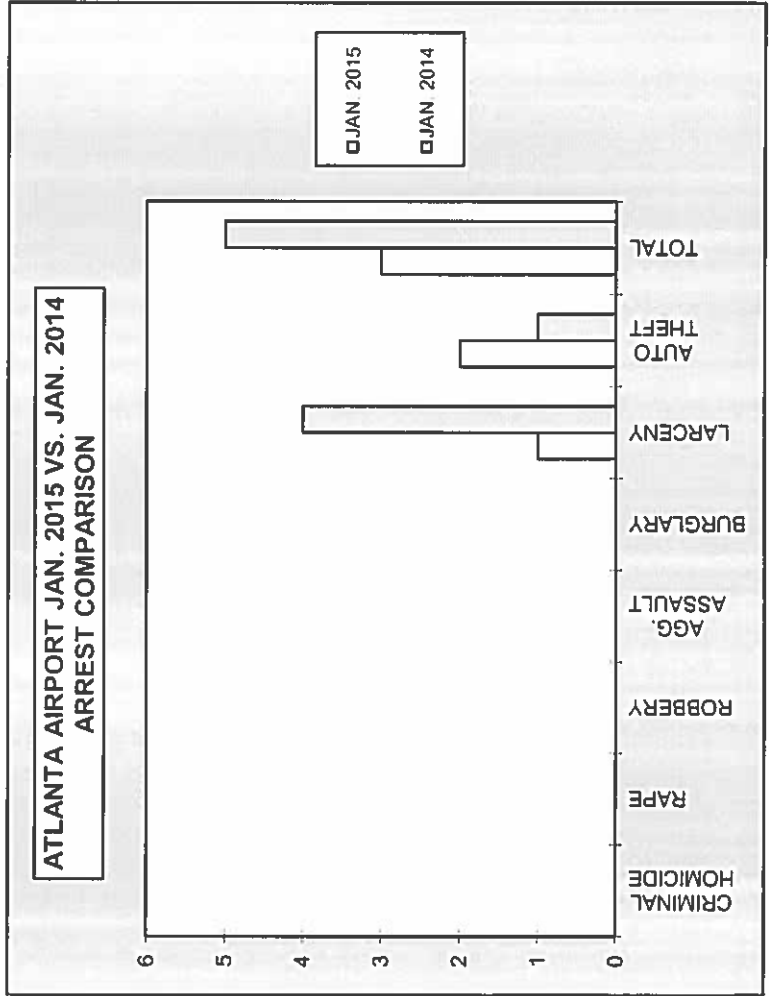 ATLANTA AIRPORT JAN. 2015 VS. JAN. 2014
ARREST COMPARISON
6
5
4
3
2
1
0
CRIMINAL
HOMICIDE
RAPE
ROBBERY
AGG.
ASSAULT
BURGLARY
LARCENY
AUTO
THEFT
TOTAL
JAN. 2015
JAN. 2014